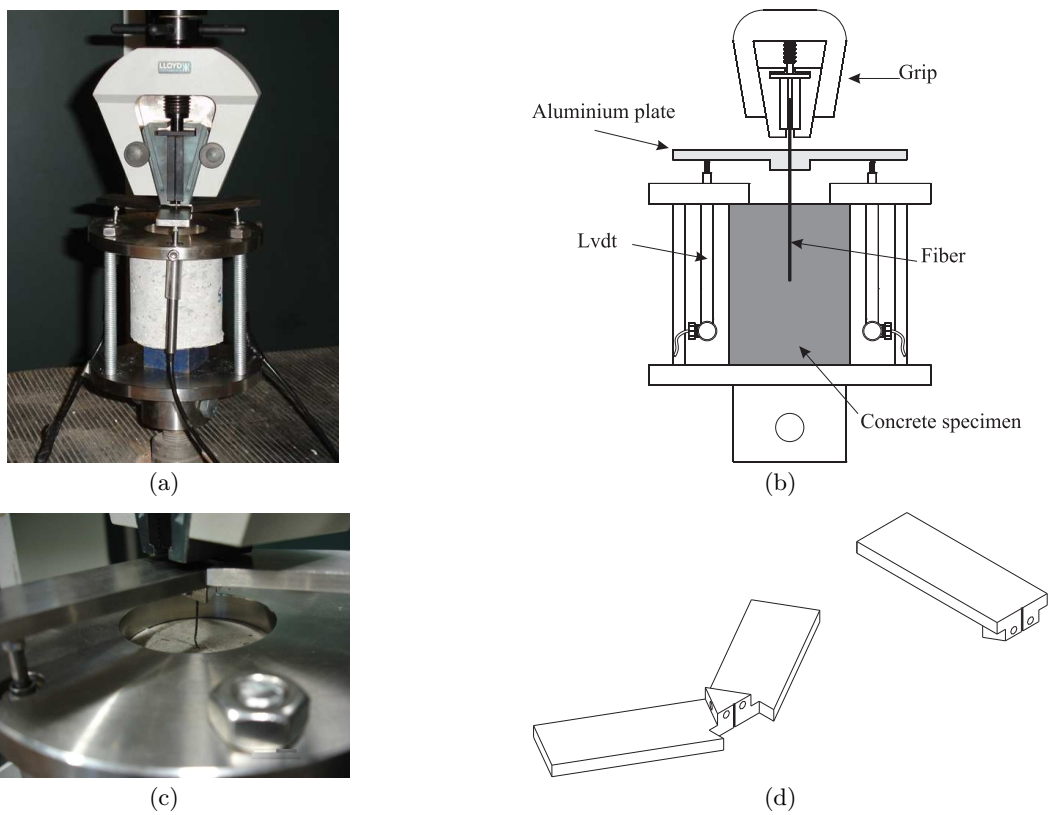 LLOYD
Grip
Aluminium plate
Lvdt
Fiber
Concrete specimen
(a)
(b)
(c)
(d)